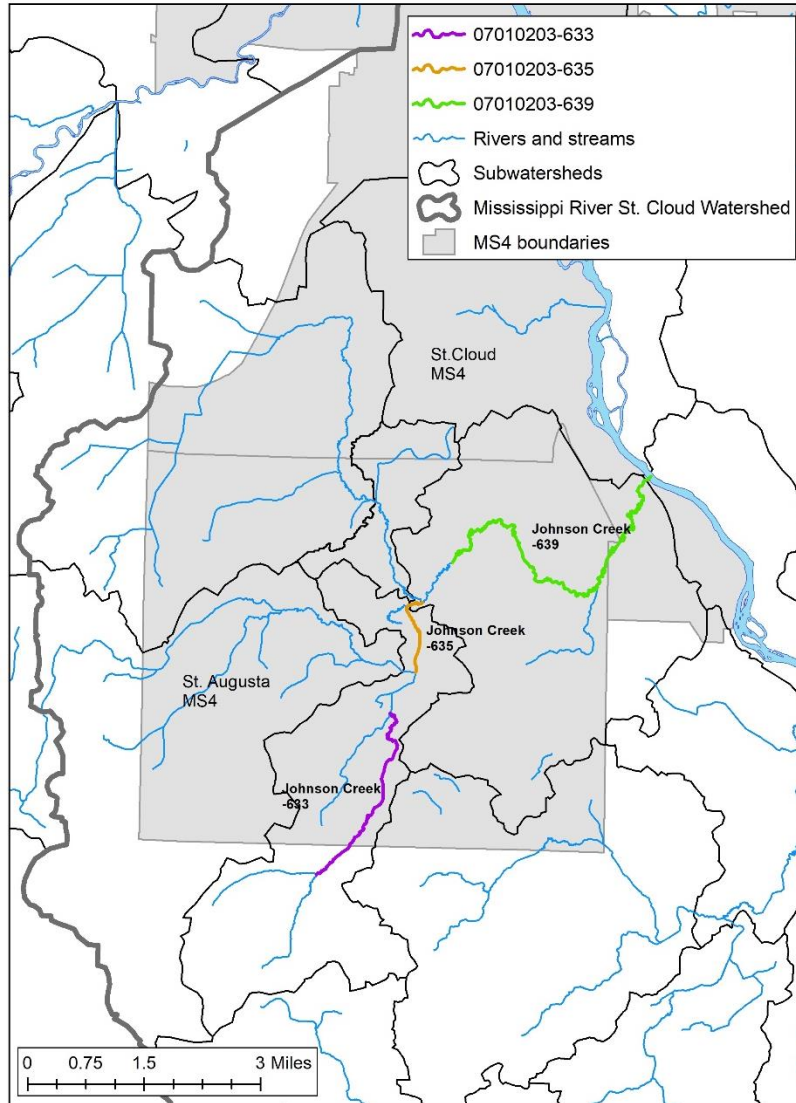 07010203-633
07010203-635
07010203-639
Rivers and streams
Subwatersheds
Mississippi River St. Cloud Watershed
MS4 boundaries
St.Cloud
MS4
Johnson Creek
-639
Johnson Creek
-635
St. Augusta
MS4
Johnson Creek
-633
0 0.75 1.5 3 Miles